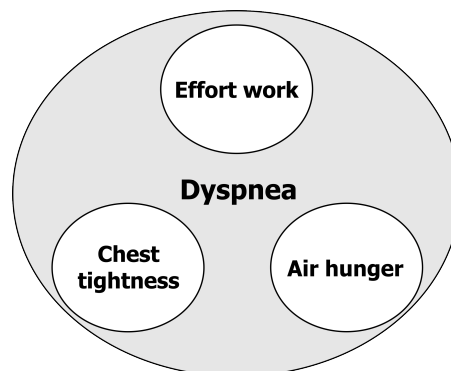 Effort work
Dyspnea
Chest
tightness
Air hunger